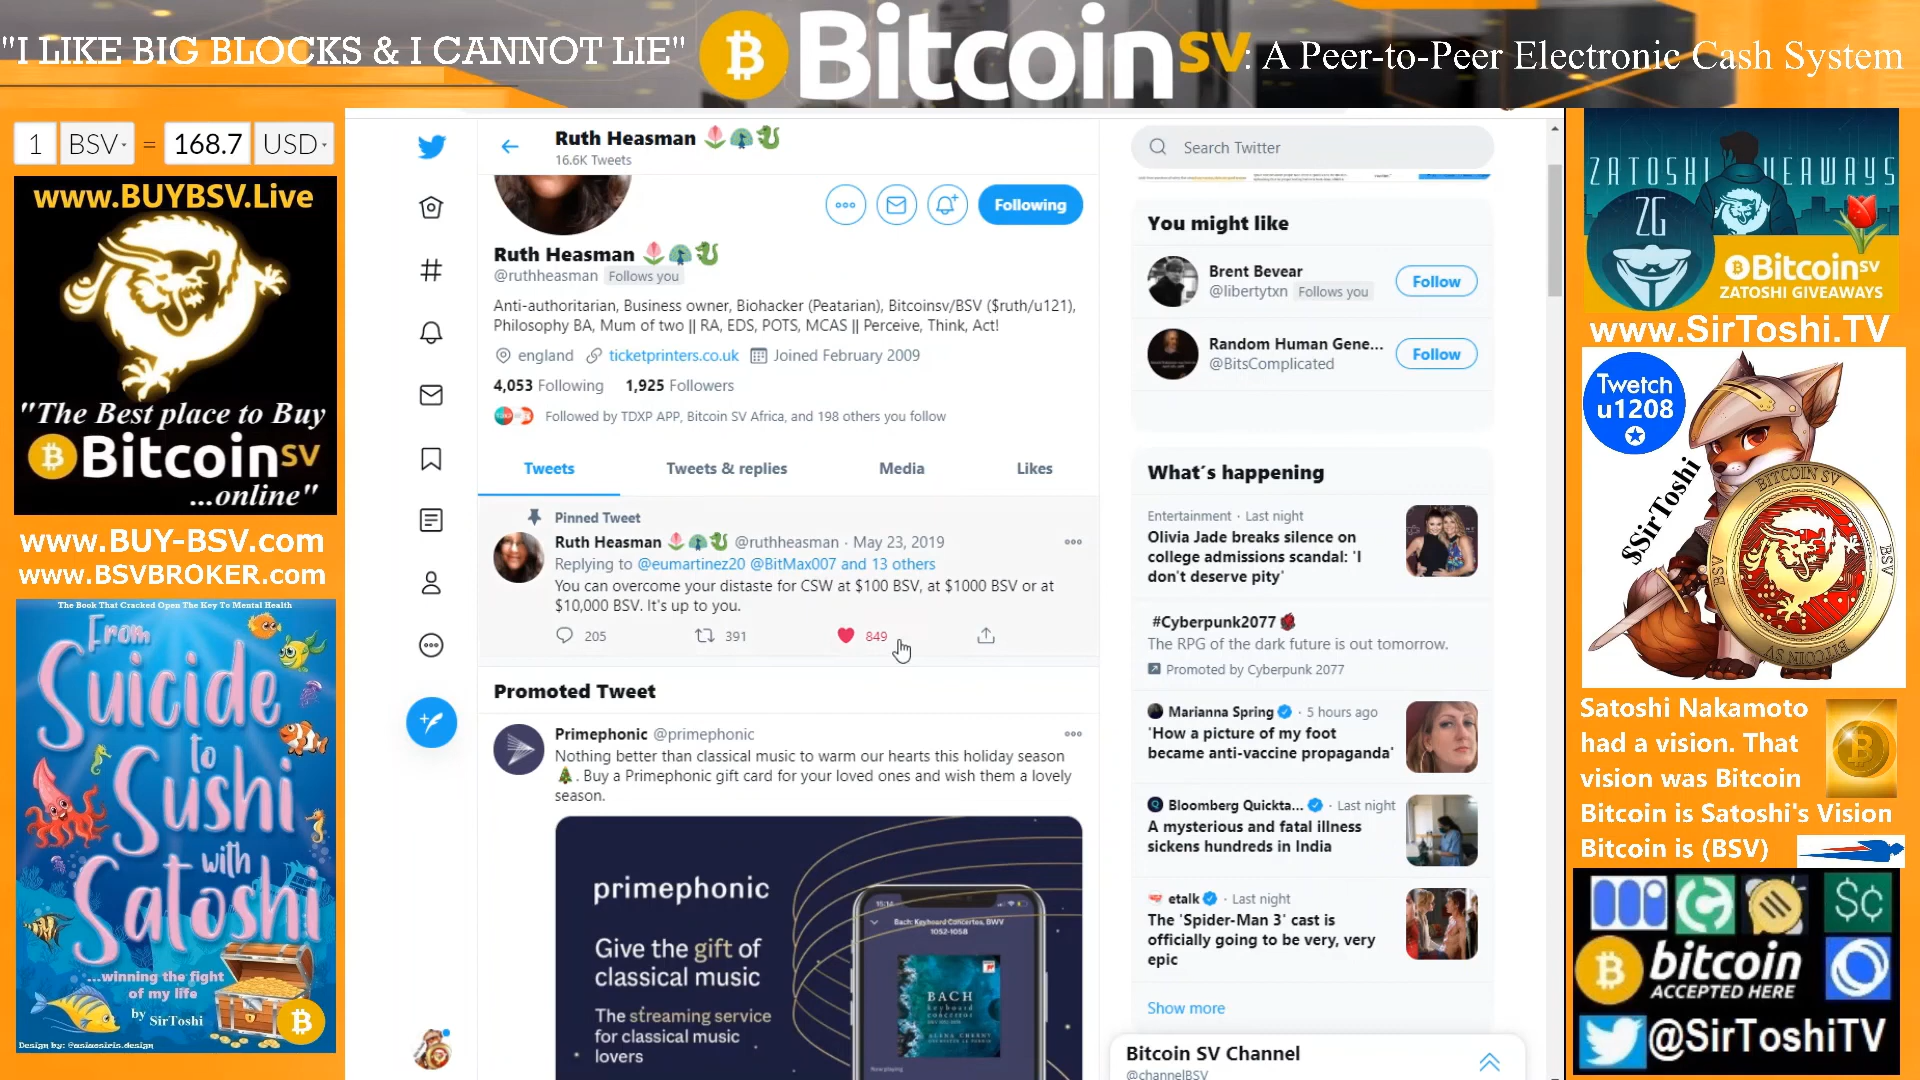 "I LIKE BIG BLOCKS & I CANNOT LIE"
Bitcoin SV : A Peer-to-Peer Electronic Cash System
1 BSV = 168.7 USD
www.BUYBSV.Live
"The Best place to Buy
Bitcoin SV
...online"
www.BUY-BSV.com
www.BSVBROKER.com
The Book That Cracked Open The Key To Mental Health
From
Suicide
to
Sushi
with
Satoshi
...winning the fight
of my life
by SirToshi
Ruth Heasman
16.6K Tweets
Following
Ruth Heasman
@ruthheasman Follows you
Anti-authoritarian, Business owner, Biohacker (Peatarian), Bitcoinsv/BSV ($ruth/u121),
Philosophy BA, Mum of two || RA, EDS, POTS, MCAS || Perceive, Think, Act!
england ticketprinters.co.uk Joined February 2009
4,053 Following 1,925 Followers
Followed by TDXP APP, Bitcoin SV Africa, and 198 others you follow
Tweets Tweets & replies Media Likes
Pinned Tweet
Ruth Heasman @ruthheasman · May 23, 2019
Replying to @eumartinez20 @BitMax007 and 13 others
You can overcome your distaste for CSW at $100 BSV, at $1000 BSV or at
$10,000 BSV. It's up to you.
205 391 849
Promoted Tweet
Primephonic @primephonic
Nothing better than classical music to warm our hearts this holiday season
. Buy a Primephonic gift card for your loved ones and wish them a lovely
season.
primephonic
Give the gift of
classical music
The streaming service
for classical music
lovers
Bach: Keyboard Concertos, BWV
1052-1058
BACH
keyboard
concertos
Search Twitter
You might like
Brent Bevear
@libertytxn Follows you
Follow
Random Human Gene...
@BitsComplicated
Follow
What's happening
Entertainment · Last night
Olivia Jade breaks silence on
college admissions scandal: 'I
don't deserve pity'
#Cyberpunk2077
The RPG of the dark future is out tomorrow.
Promoted by Cyberpunk 2077
Marianna Spring · 5 hours ago
'How a picture of my foot
became anti-vaccine propaganda'
Bloomberg Quickta... · Last night
A mysterious and fatal illness
sickens hundreds in India
etalk · Last night
The 'Spider-Man 3' cast is
officially going to be very, very
epic
Show more
Bitcoin SV Channel
@channelBSV
ZG
Bitcoin SV
ZATOSHI GIVEAWAYS
www.SirToshi.TV
Twetch
u1208
$SirToshi
BITCOIN SV
BSV
BSV
BITCOIN SV
Satoshi Nakamoto
had a vision. That
vision was Bitcoin
Bitcoin is Satoshi's Vision
Bitcoin is (BSV)
$¢
bitcoin
ACCEPTED HERE
@SirToshiTV